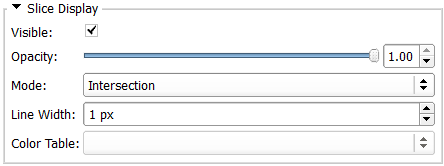 Slice Display
Visible:
Opacity: 1.00
Mode: Intersection
Line Width: 1 px
Color Table: